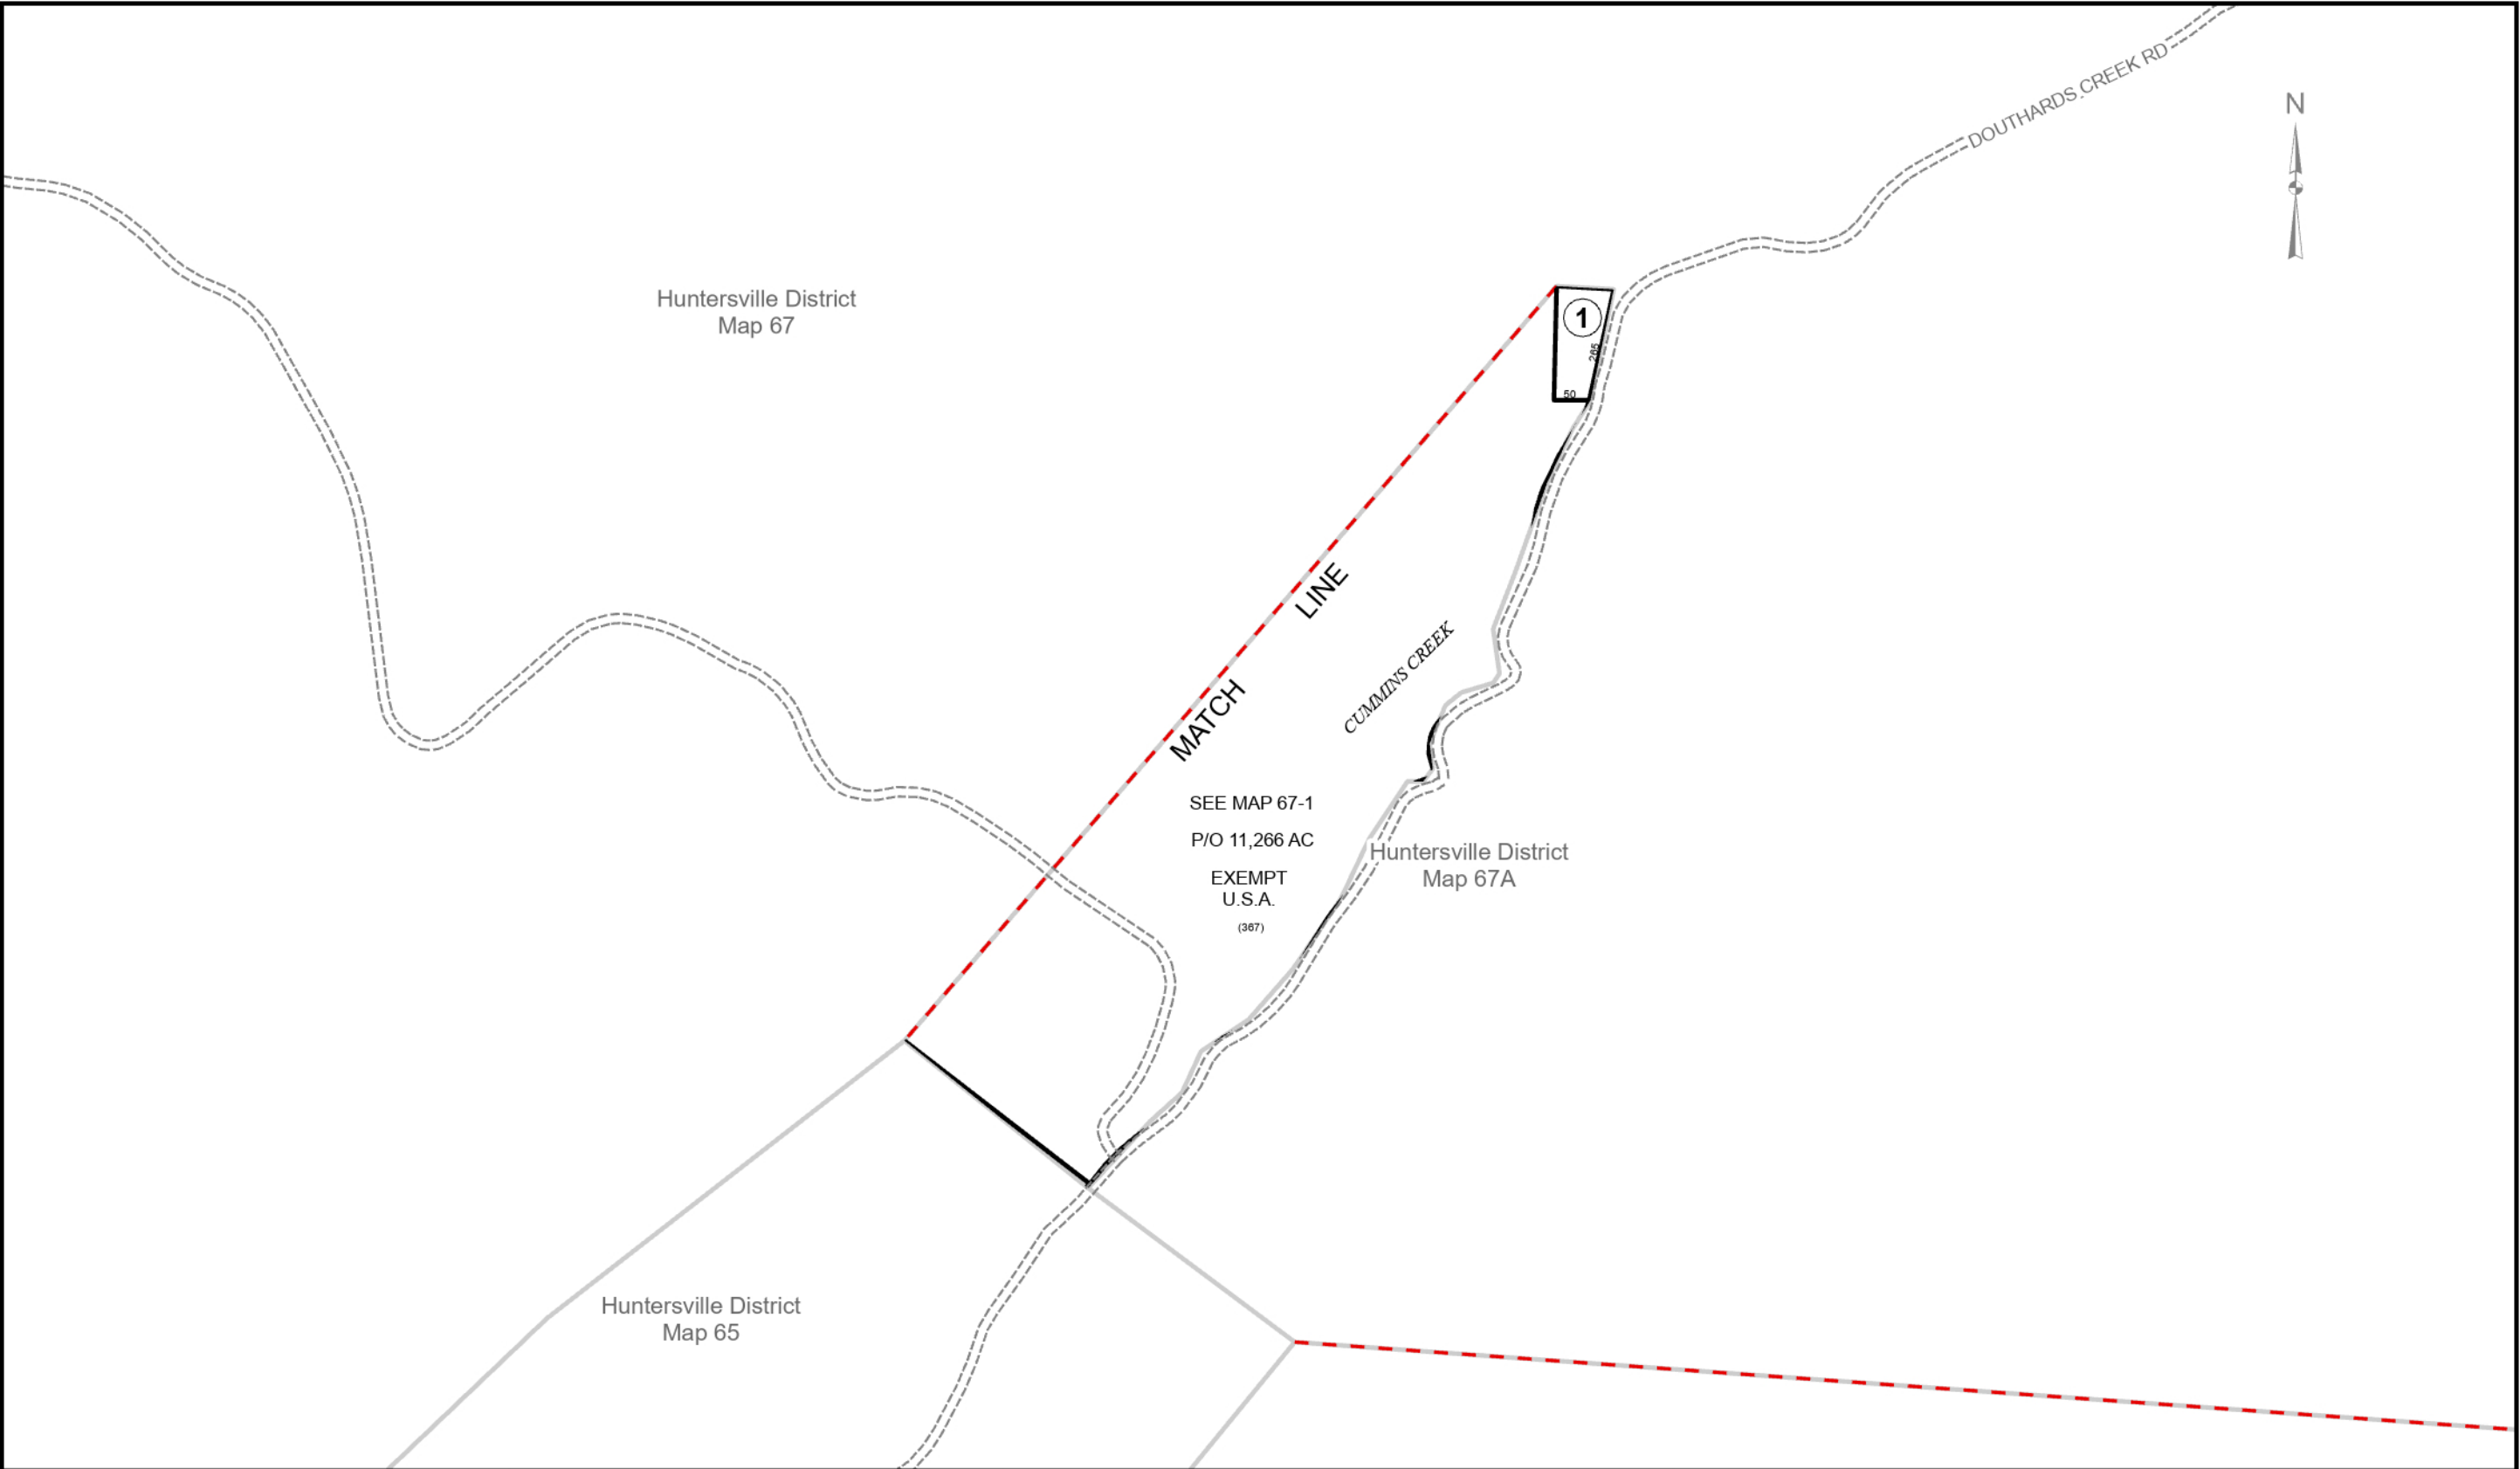 DOUTHARDS CREEK RD
N
Huntersville District
Map 67
1
265
50
MATCH LINE
CUMMINS CREEK
SEE MAP 67-1
P/O 11,266 AC
EXEMPT
U.S.A.
(367)
Huntersville District
Map 67A
Huntersville District
Map 65